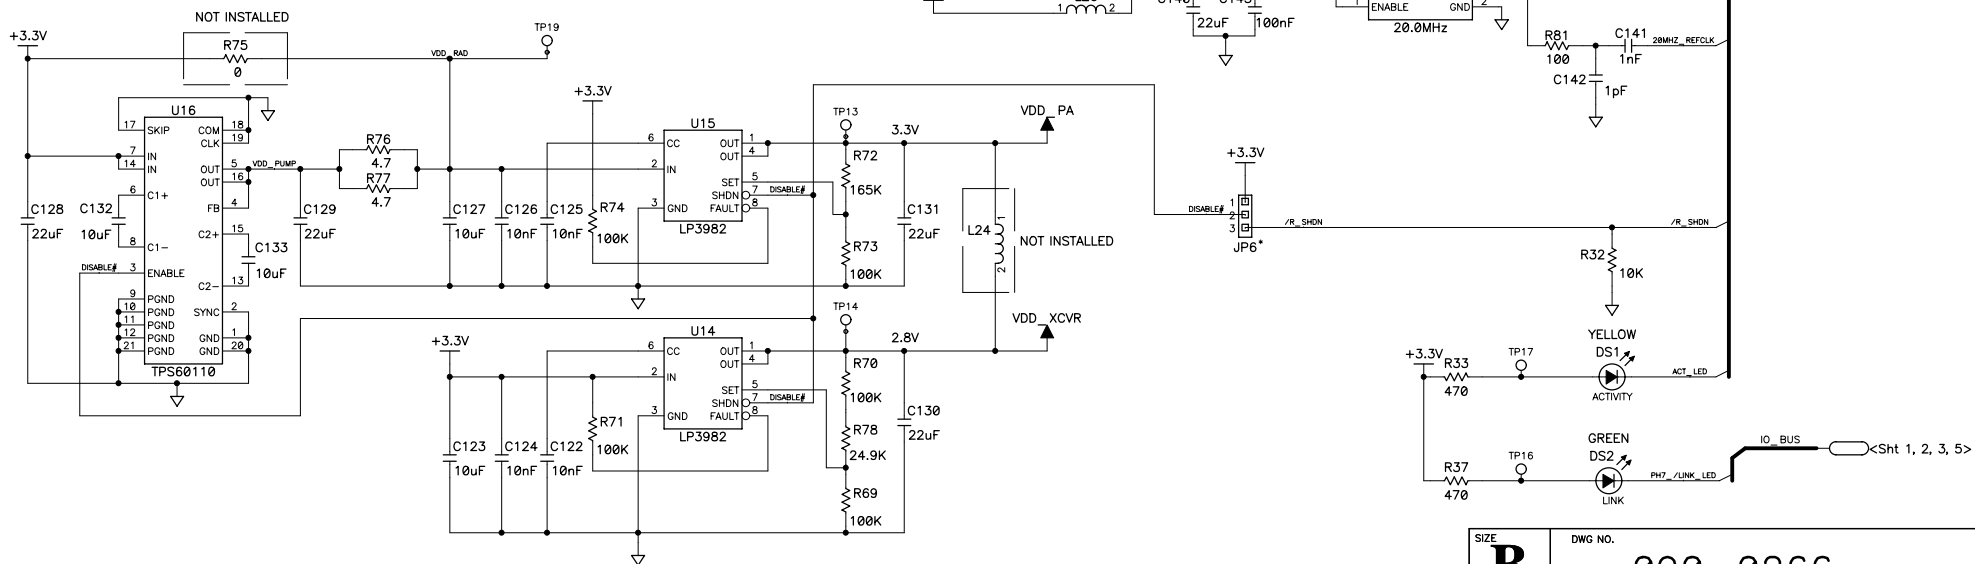 NOT INSTALLED
+3.3V
R75
0
VDD_RAD
TP19
U16
17 SKIP
COM 18
CLK 19
7 IN
14 IN
OUT 5
OUT 16
VDD_PUMP
6 C1+
FB 4
C2+ 15
8 C1-
DISABLE# 3 ENABLE
C2- 13
9 PGND
10 PGND
SYNC 2
11 PGND
12 PGND
GND 1
21 PGND
GND 20
TPS60110
C128
22uF
C132
10uF
C133
10uF
C129
22uF
R76
4.7
R77
4.7
C127
10uF
C126
10nF
C125
10nF
+3.3V
R74
100K
U15
6 CC
OUT 1
OUT 4
2 IN
SET 5
SHDN 7 DISABLE#
3 GND
FAULT 8
LP3982
TP13
3.3V
R72
165K
R73
100K
C131
22uF
VDD_PA
L24
1
2
NOT INSTALLED
+3.3V
C123
10uF
C124
10nF
C122
10nF
R71
100K
U14
6 CC
OUT 1
OUT 4
2 IN
SET 5
SHDN 7 DISABLE#
3 GND
FAULT 8
LP3982
TP14
2.8V
R70
100K
R78
24.9K
R69
100K
C130
22uF
VDD_XCVR
1 2
22uF
100nF
1 ENABLE
GND 2
20.0MHz
R81
100
C141
1nF
20MHZ_REFCLK
C142
1pF
+3.3V
DISABLE#
1
2
3
JP6*
/R_SHDN
/R_SHDN
R32
10K
YELLOW
DS1
+3.3V
R33
470
TP17
ACT_LED
ACTIVITY
GREEN
DS2
R37
470
TP16
PH7_/LINK_LED
LINK
IO_BUS
<Sht 1, 2, 3, 5>
SIZE
B
DWG NO.